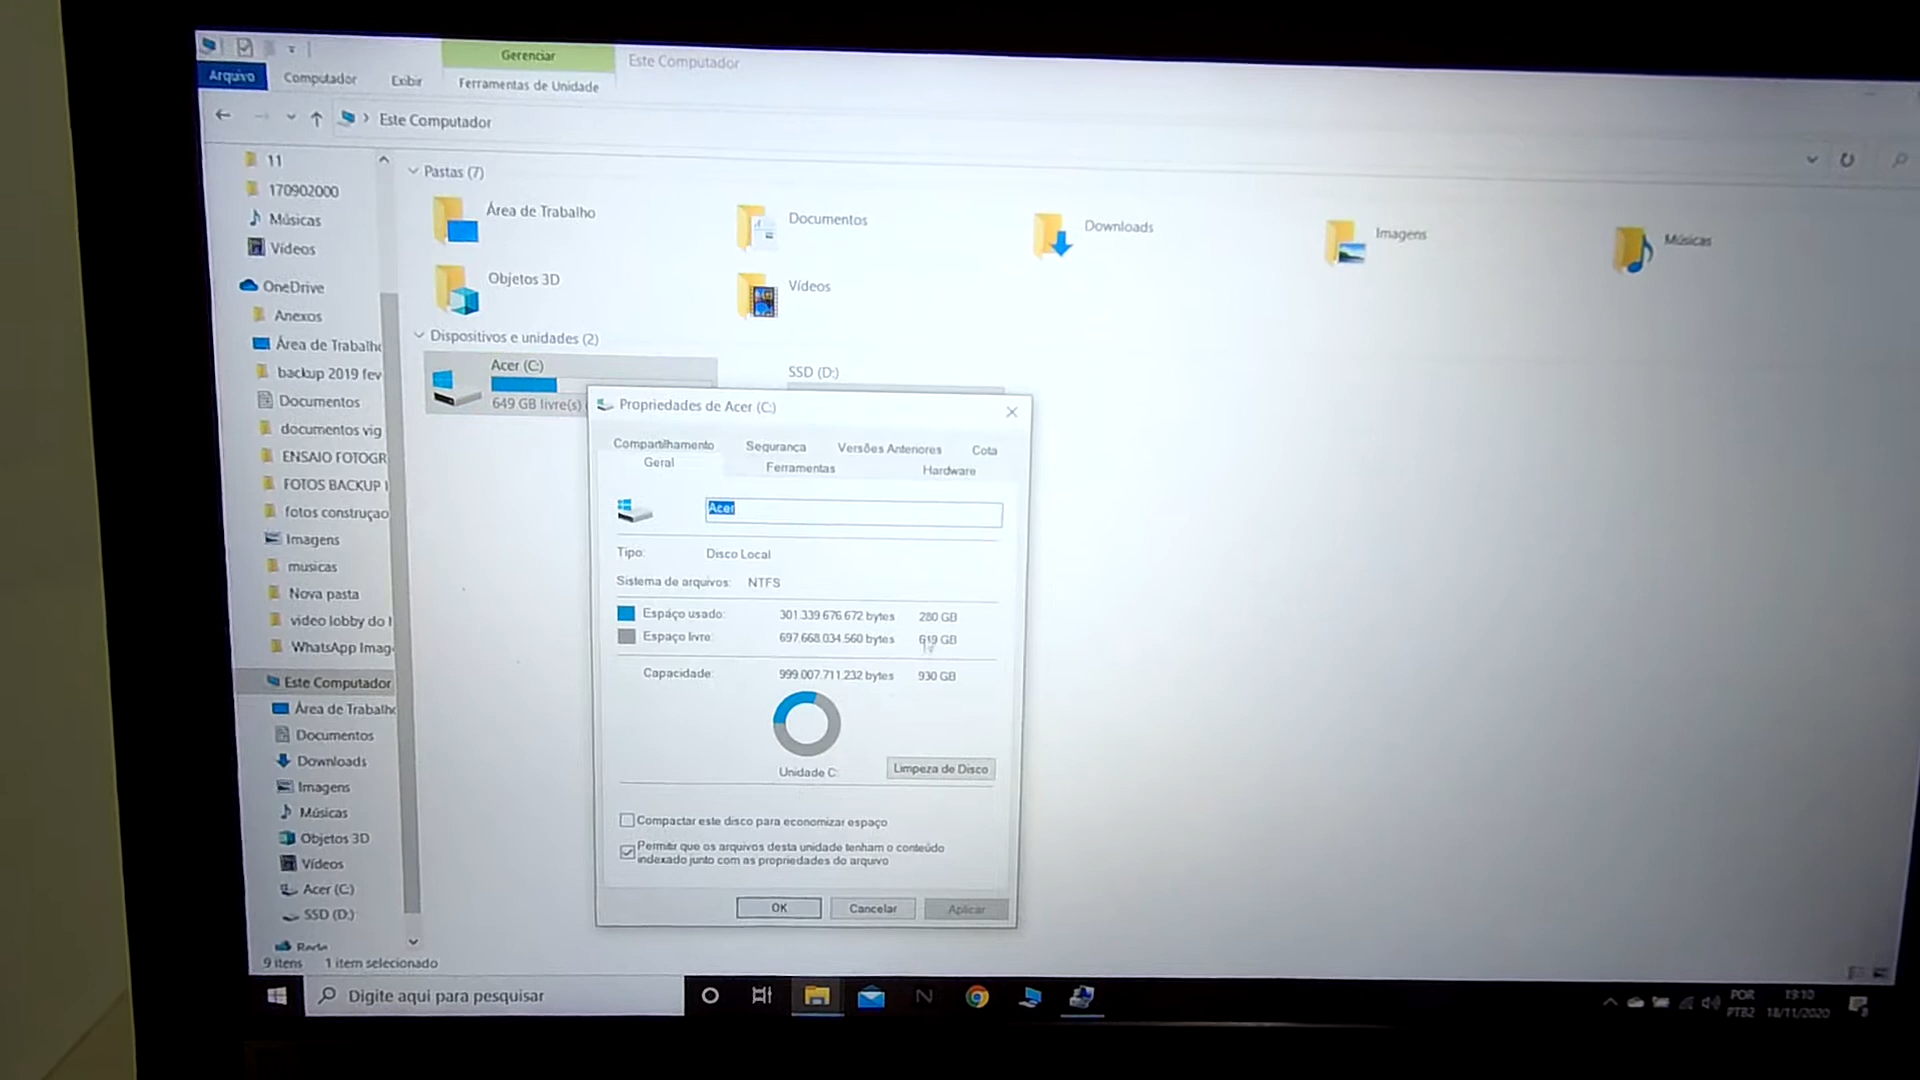 Gerenciar
Este Computador
Arquivo
Computador
Exibir
Ferramentas de Unidade
Este Computador
11
170902000
Músicas
Vídeos
OneDrive
Anexos
Área de Trabalho
backup 2019 fev
Documentos
documentos vig
ENSAIO FOTOGR
FOTOS BACKUP
fotos construçao
Imagens
musicas
Nova pasta
video lobby do
WhatsApp Imag
Este Computador
Área de Trabalho
Documentos
Downloads
Imagens
Músicas
Objetos 3D
Vídeos
Acer (C:)
SSD (D:)
Rede
9 itens 1 item selecionado
Pastas (7)
Área de Trabalho
Documentos
Downloads
Imagens
Músicas
Objetos 3D
Vídeos
Dispositivos e unidades (2)
Acer (C:)
649 GB livre(s)
SSD (D:)
Propriedades de Acer (C:)
Compartilhamento Segurança Versões Anteriores Cota
Geral Ferramentas Hardware
Acer
Tipo: Disco Local
Sistema de arquivos: NTFS
Espaço usado: 301.339.676.672 bytes 280 GB
Espaço livre: 697.668.034.560 bytes GB
Capacidade: 999.007.711.232 bytes 930 GB
Unidade C:
Limpeza de Disco
Compactar este disco para economizar espaço
Permitir que os arquivos desta unidade tenham o conteúdo
indexado junto com as propriedades do arquivo
OK Cancelar Aplicar
Digite aqui para pesquisar
POR
PTB2
19:10
18/11/2020